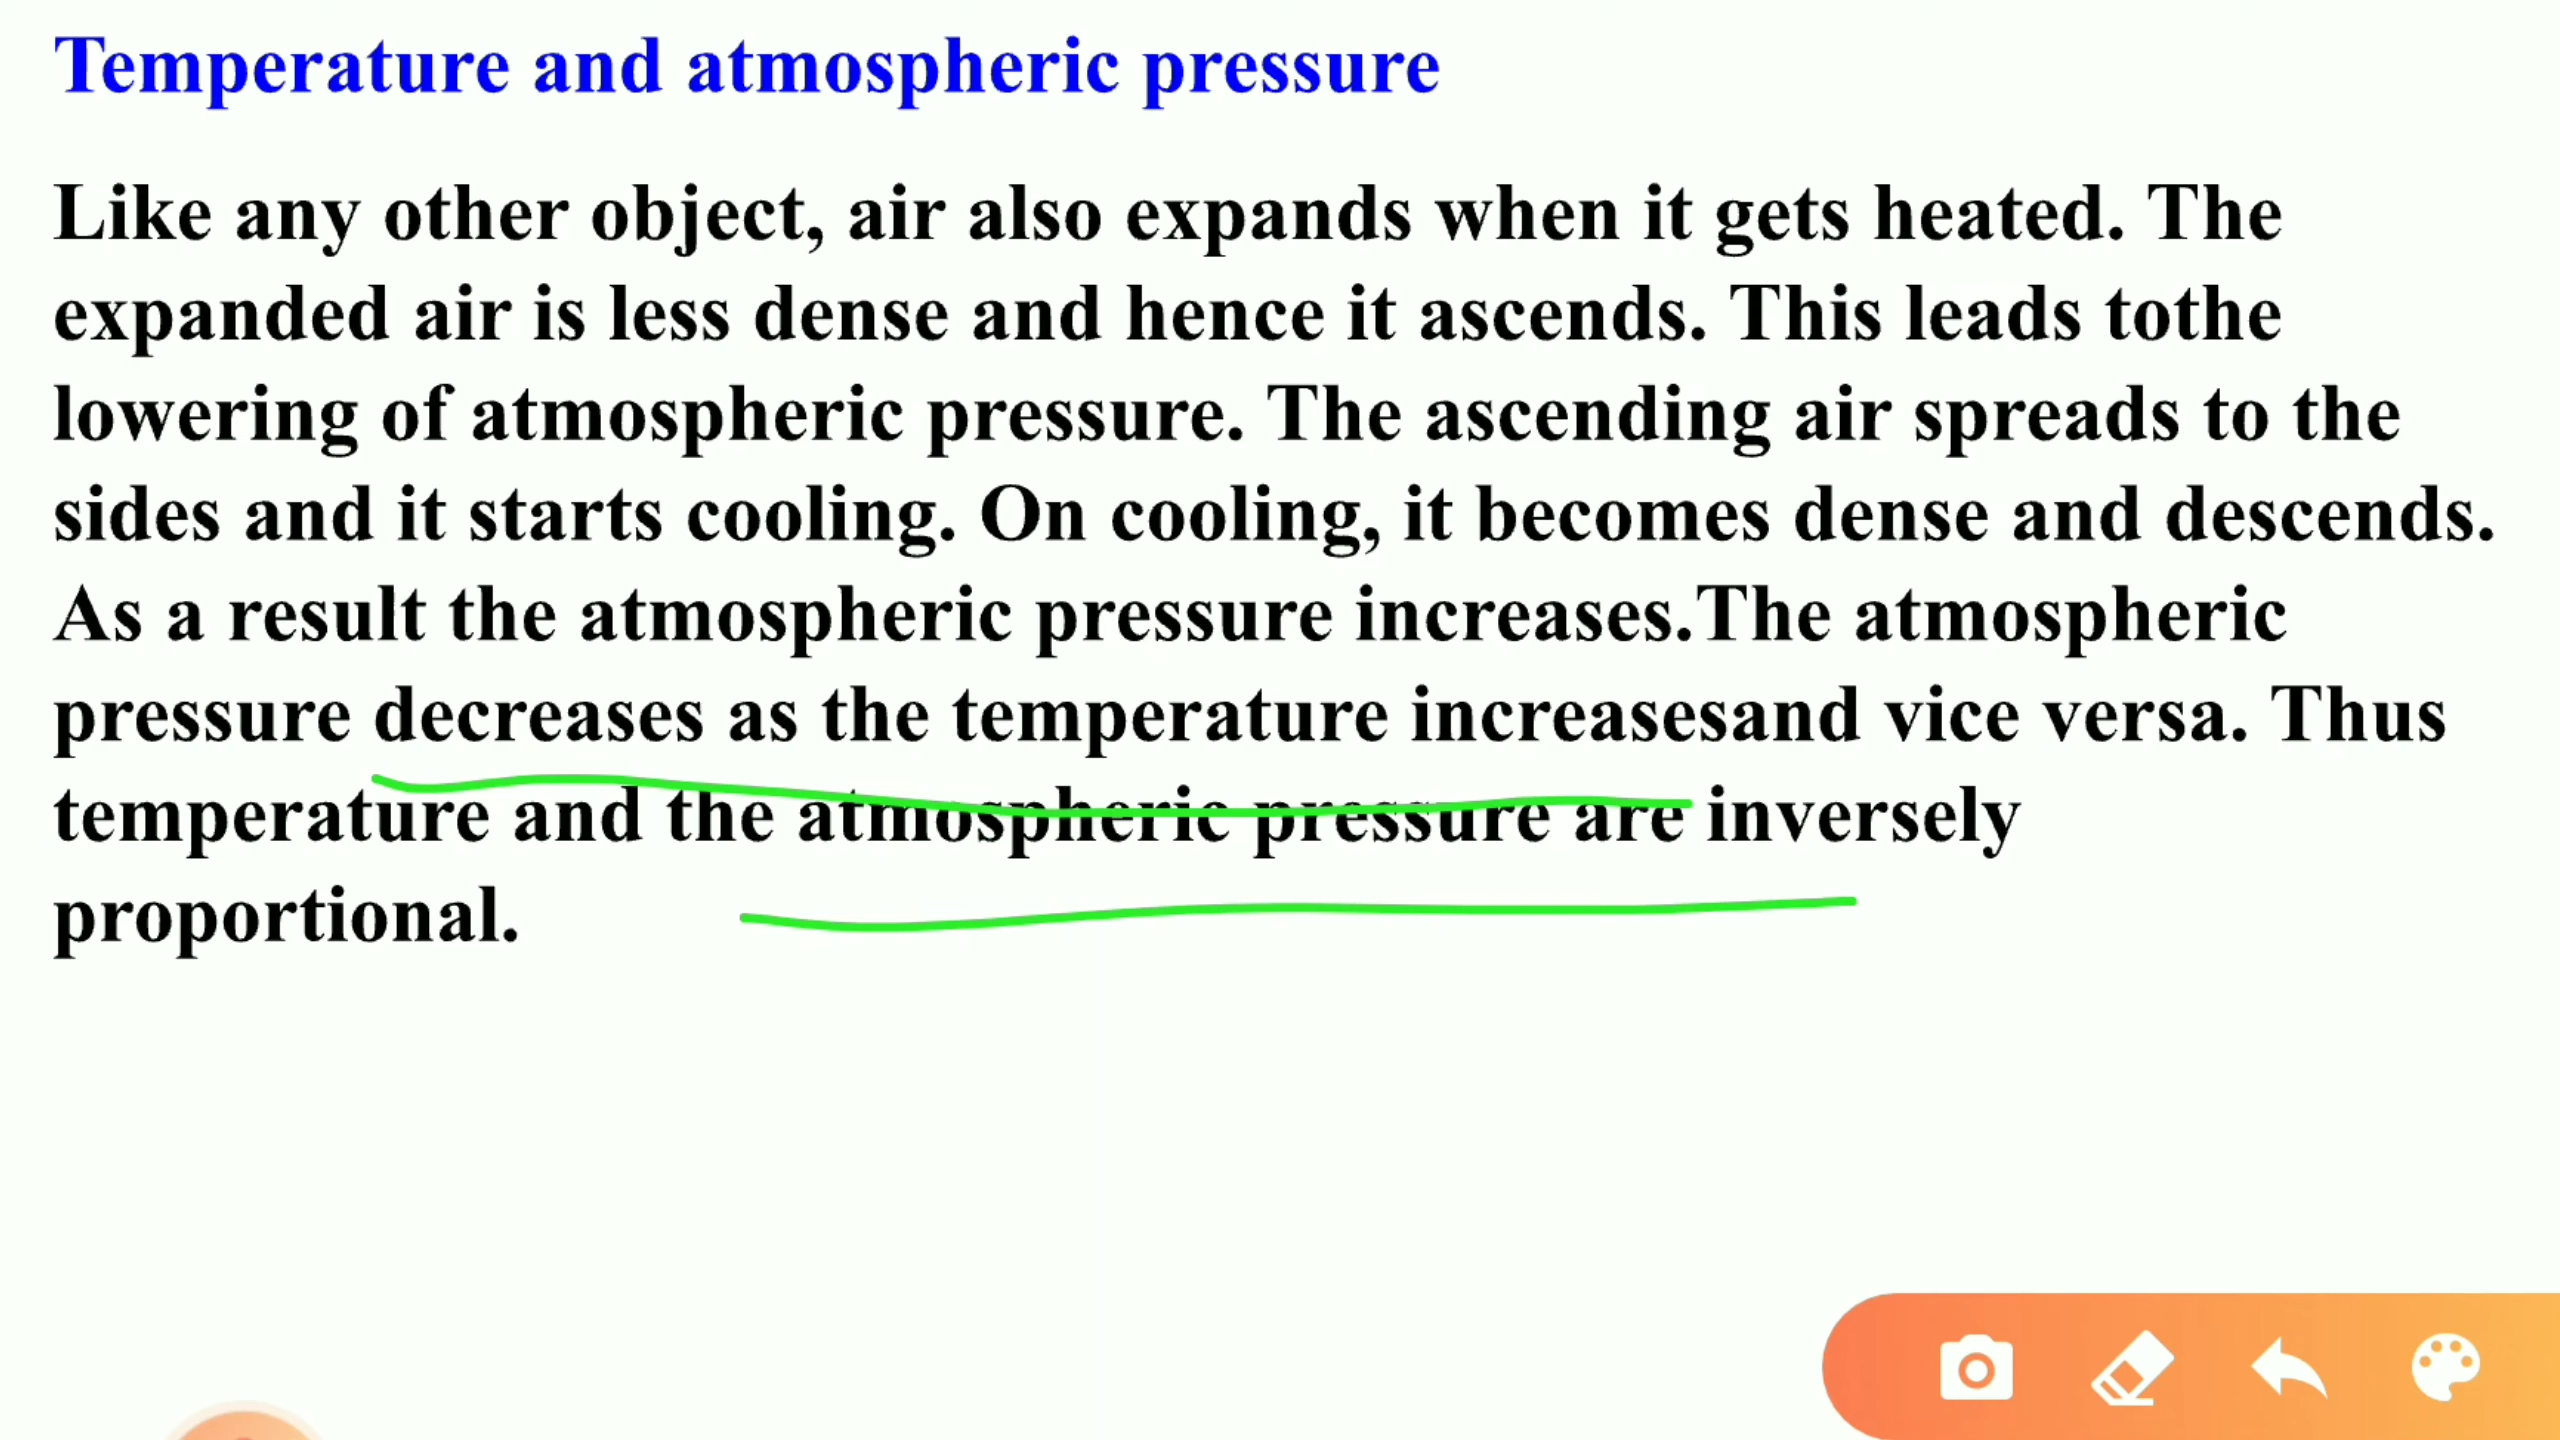 Temperature and atmospheric pressure
Like any other object, air also expands when it gets heated. The
expanded air is less dense and hence it ascends. This leads tothe
lowering of atmospheric pressure. The ascending air spreads to the
sides and it starts cooling. On cooling, it becomes dense and descends.
As a result the atmospheric pressure increases.The atmospheric
pressure decreases as the temperature increasesand vice versa. Thus
temperature and the atmospheric pressure are inversely
proportional.